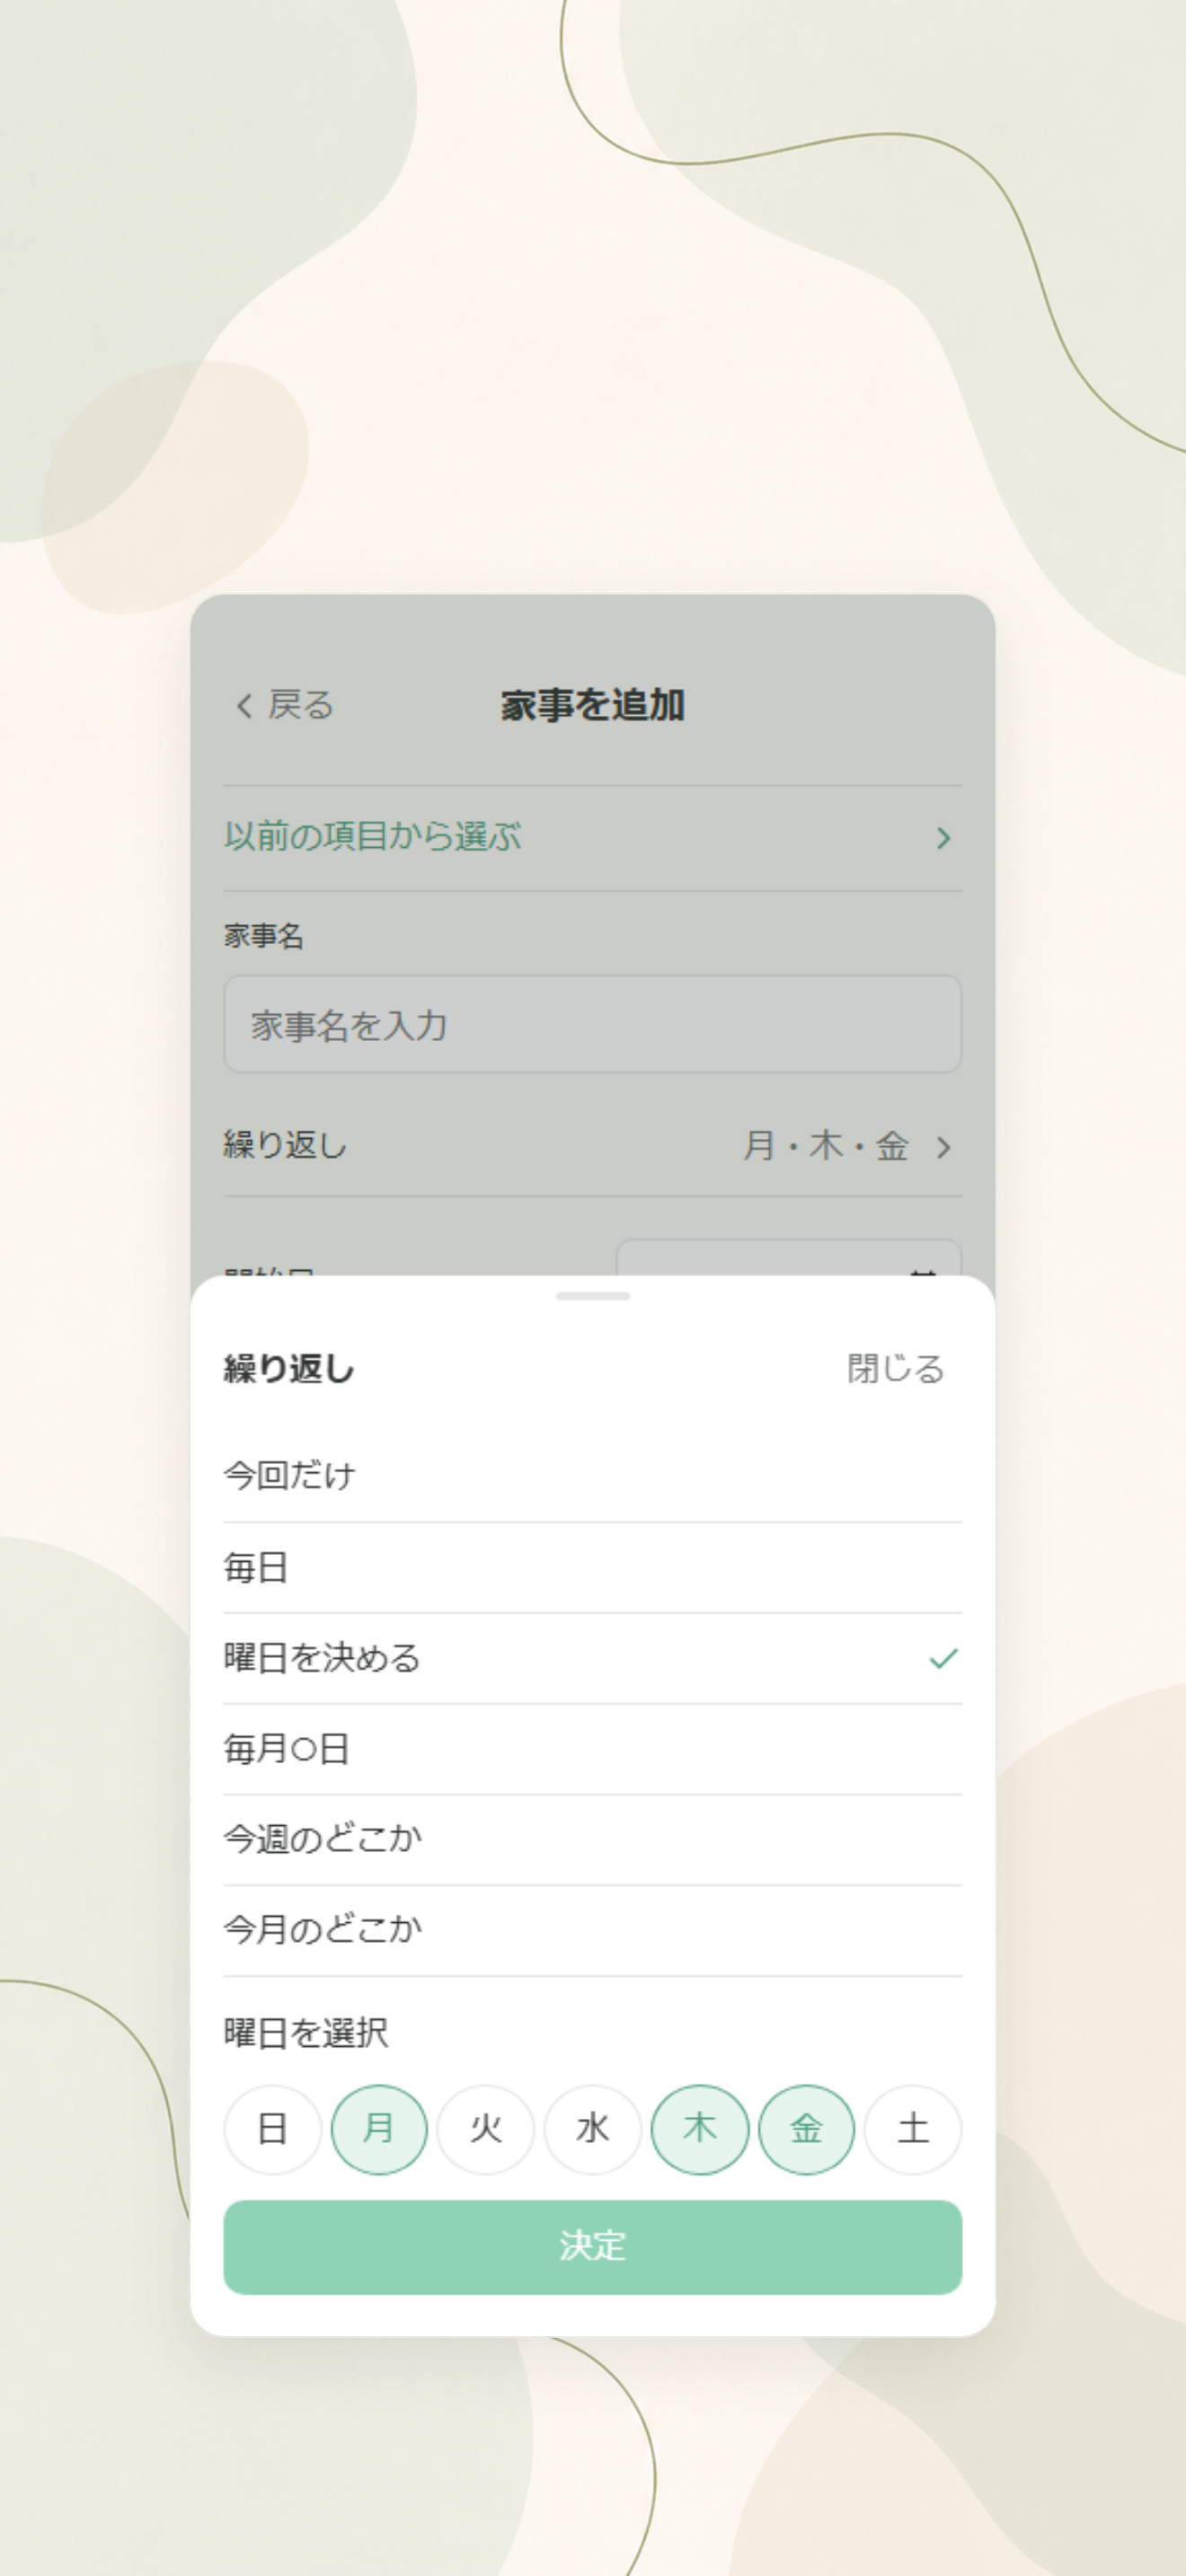 戻る
家事を追加
以前の項目から選ぶ
家事名
家事名を入力
繰り返し 月・木・金
繰り返し 閉じる
今回だけ
毎日
曜日を決める
毎月○日
今週のどこか
今月のどこか
曜日を選択
日 月 火 水 木 金 土
決定